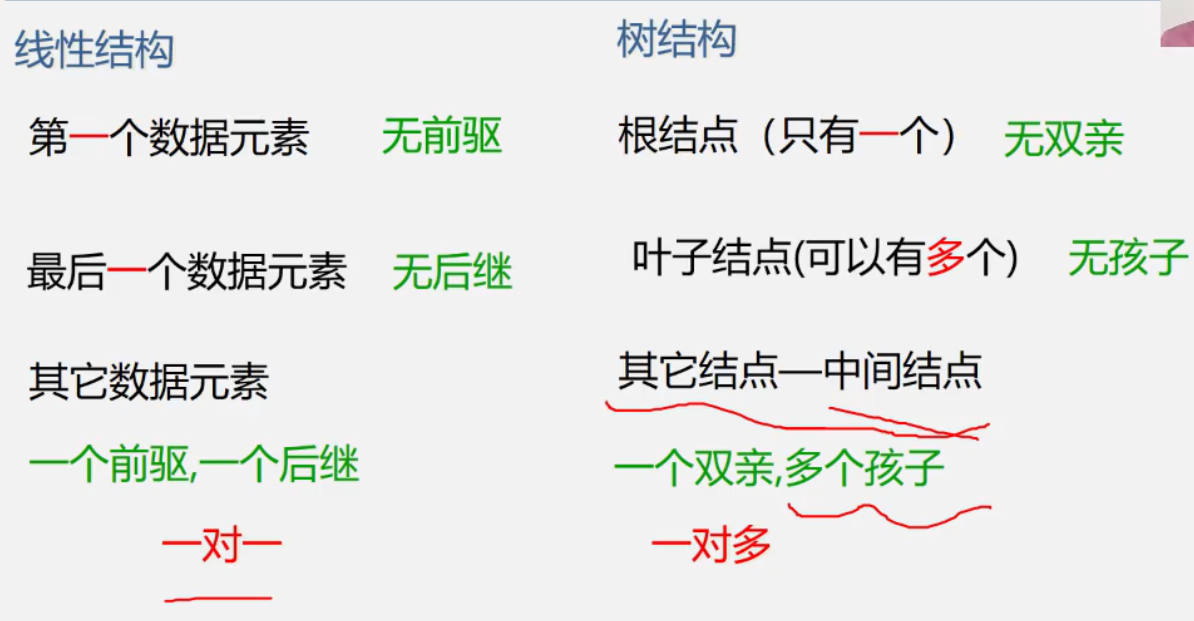 线性结构
第一个数据元素 无前驱
最后一个数据元素 无后继
其它数据元素
一个前驱,一个后继
一对一
树结构
根结点（只有一个） 无双亲
叶子结点(可以有多个) 无孩子
其它结点—中间结点
一个双亲,多个孩子
一对多